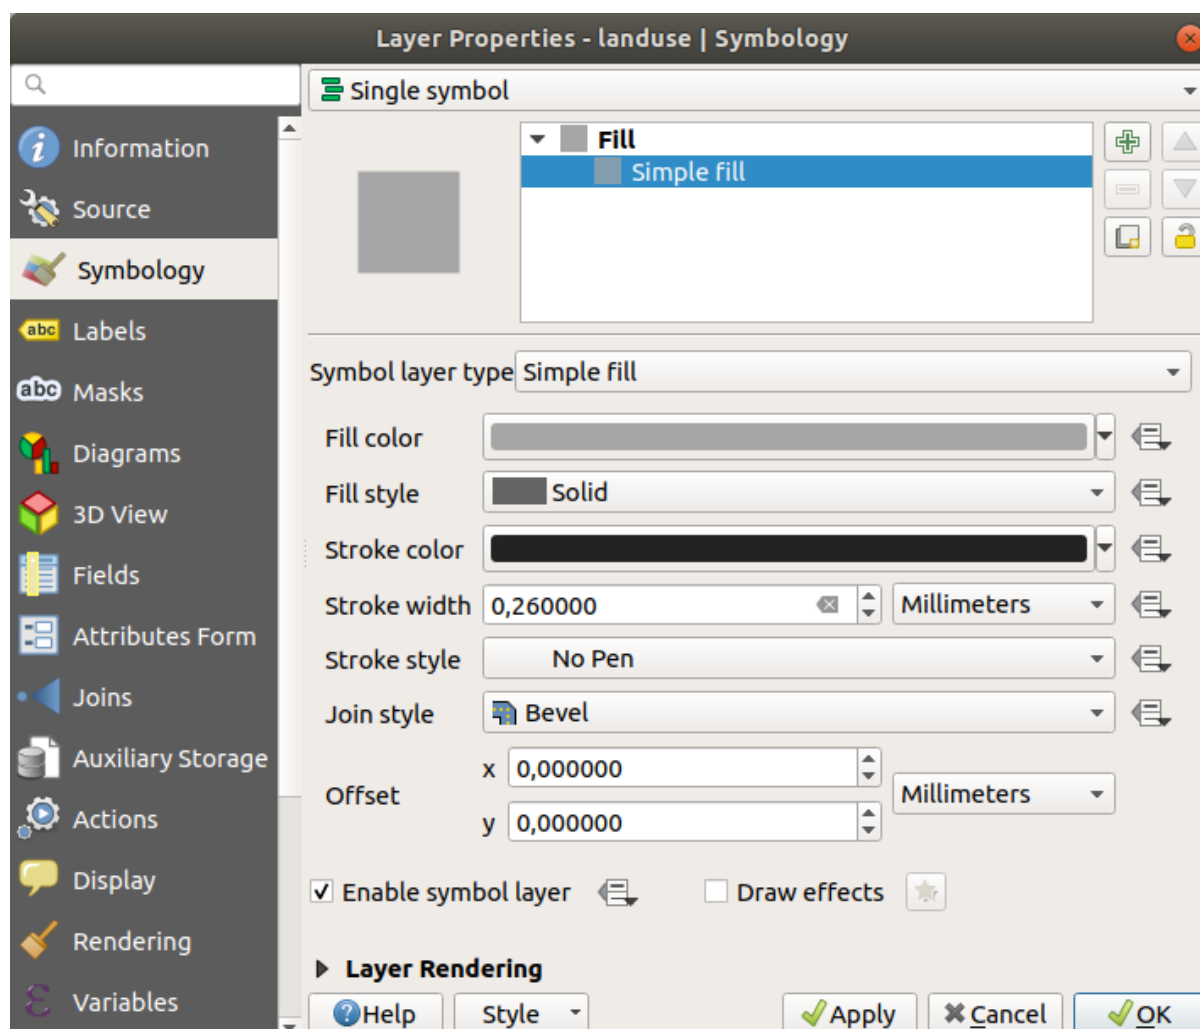 Layer Properties - landuse | Symbology
Single symbol
Information
Source
Symbology
Labels
Masks
Diagrams
3D View
Fields
Attributes Form
Joins
Auxiliary Storage
Actions
Display
Rendering
Variables
Fill
Simple fill
Symbol layer type Simple fill
Fill color
Fill style Solid
Stroke color
Stroke width 0,260000 Millimeters
Stroke style No Pen
Join style Bevel
Offset x 0,000000 Millimeters
y 0,000000
Enable symbol layer Draw effects
Layer Rendering
Help Style Apply Cancel OK
abc
abc